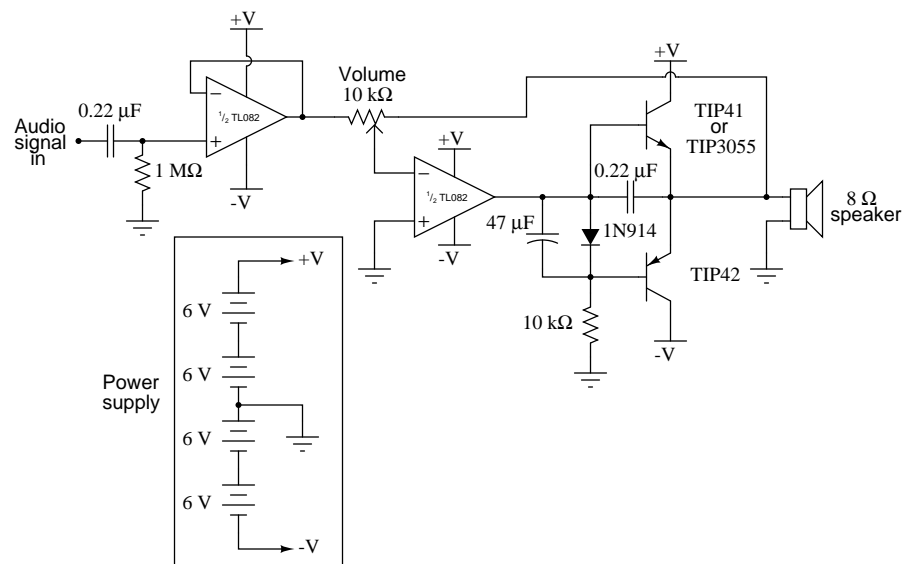 +V
Volume
10 kΩ
+V
TIP41
or
TIP3055
0.22 μF
−
1/2 TL082
+
Audio
signal
in
1 MΩ
-V
+V
−
1/2 TL082
+
-V
0.22 μF
47 μF
1N914
8 Ω
speaker
TIP42
10 kΩ
-V
+V
6 V
6 V
Power
supply
6 V
6 V
-V